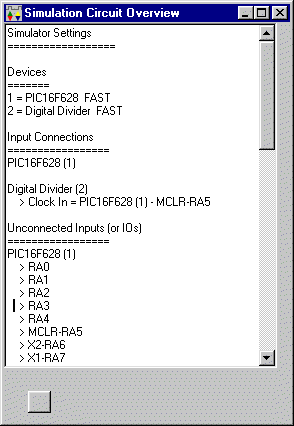 Simulation Circuit Overview
Simulator Settings
==================
Devices
=======
1 = PIC16F628  FAST
2 = Digital Divider  FAST
Input Connections
=================
PIC16F628 (1)
Digital Divider (2)
> Clock In = PIC16F628 (1) - MCLR-RA5
Unconnected Inputs (or IOs)
=================
PIC16F628 (1)
> RA0
> RA1
> RA2
> RA3
> RA4
> MCLR-RA5
> X2-RA6
> X1-RA7